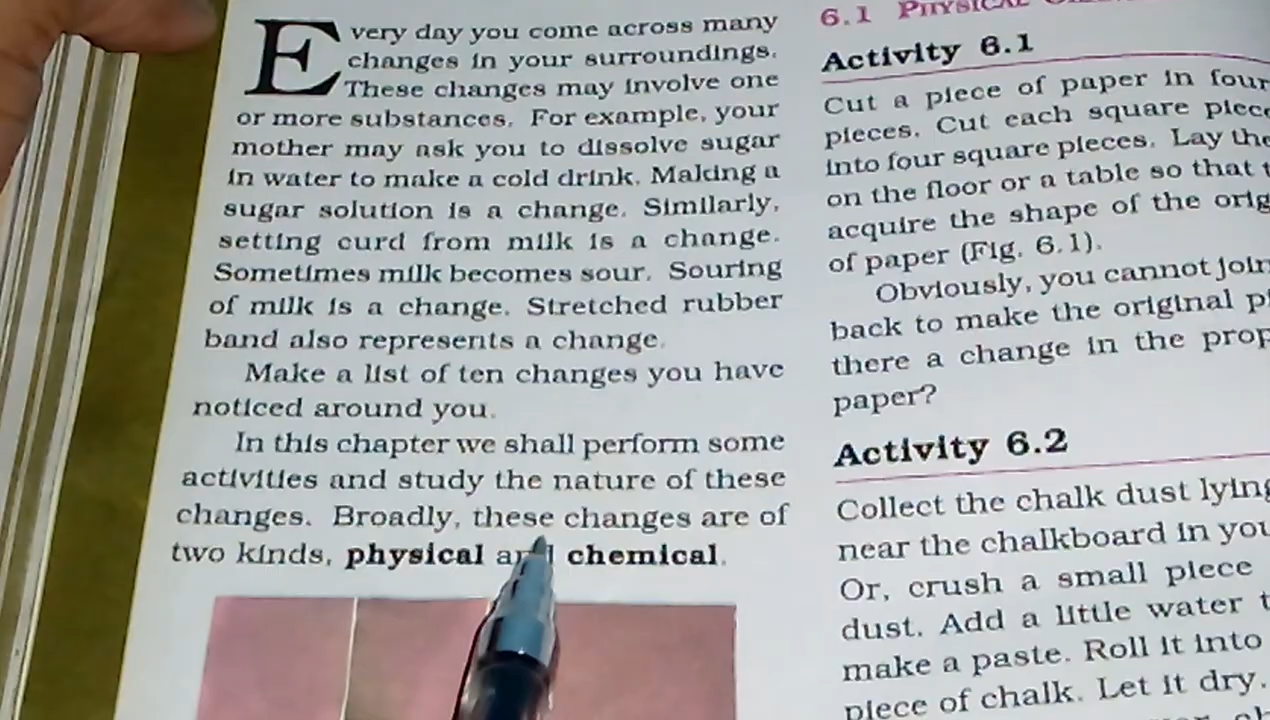 Every day you come across many
changes in your surroundings.
These changes may involve one
or more substances. For example, your
mother may ask you to dissolve sugar
in water to make a cold drink. Making a
sugar solution is a change. Similarly,
setting curd from milk is a change.
Sometimes milk becomes sour. Souring
of milk is a change. Stretched rubber
band also represents a change.
Make a list of ten changes you have
noticed around you.
In this chapter we shall perform some
activities and study the nature of these
changes. Broadly, these changes are of
two kinds, physical and chemical.
6.1
Activity 6.1
Cut a piece of paper in four
pieces. Cut each square
into four square pieces. Lay
on the floor or a table so that
acquire the shape of the
of paper (Fig. 6.1).
Obviously, you cannot
back to make the original
there a change in the
paper?
Activity 6.2
Collect the chalk dust
near the chalkboard in
Or, crush a small piece
dust. Add a little water
make a paste. Roll it into
piece of chalk. Let it dry.